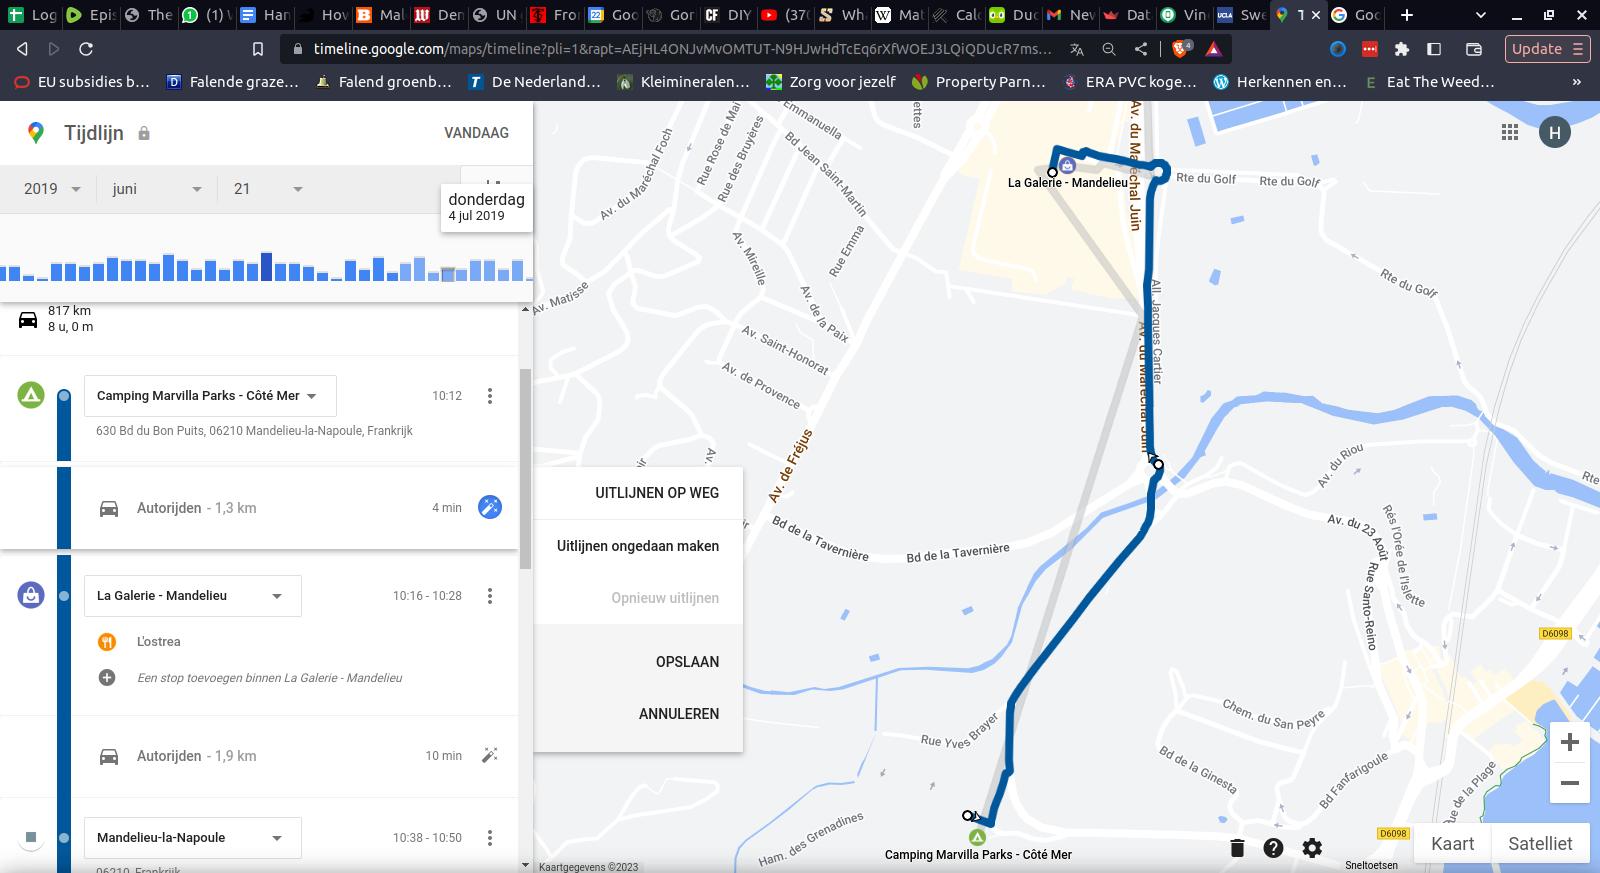 Log
Epis
The
(1)
Han
How
Mal
Den
UN
Fro
Goo
Gor
DIY
(37(
Wh
Mat
Calc
Duc
Nev
Dat
Vin
Swe
T
Goc
timeline.google.com/maps/timeline?pli=1&rapt=AEjHL4ONJvMvOMTUT-N9HJwHdTcEq6rXfWOEJ3LQiQDUcR7ms...
4
Update
EU subsidies b...
Falende graze...
Falend groenb...
De Nederland...
Kleimineralen...
Zorg voor jezelf
Property Parn...
ERA PVC koge...
Herkennen en...
Eat The Weed...
»
Tijdlijn
VANDAAG
2019
juni
21
donderdag
4 jul 2019
817 km
8 u, 0 m
Camping Marvilla Parks - Côté Mer
10:12
630 Bd du Bon Puits, 06210 Mandelieu-la-Napoule, Frankrijk
Autorijden - 1,3 km
4 min
La Galerie - Mandelieu
10:16 - 10:28
L'ostrea
Een stop toevoegen binnen La Galerie - Mandelieu
Autorijden - 1,9 km
10 min
Mandelieu-la-Napoule
10:38 - 10:50
06210, Frankrijk
UITLIJNEN OP WEG
Uitlijnen ongedaan maken
Opnieuw uitlijnen
OPSLAAN
ANNULEREN
H
Emmanuella
Av. du Maréchal Foch
Rue Rose de Mai
Rue des Bruyères
Bd Jean Saint-Martin
Av. du Maréchal Juin
La Galerie - Mandelieu
Rte du Golf
Rte du Golf
Rte du Golf
Av. Matisse
Av. Mireille
Rue Emma
Av. de la Paix
Av. Saint-Honorat
Av. de Provence
All. Jacques Cartier
Av. du Maréchal Juin
Av. de Fréjus
Av.
Bd de la Tavernière
Bd de la Tavernière
Av. du Riou
Rte
Av. du 23 Août
Rés l'Orée de l'Islette
Rue Santo-Reino
D6098
Chem. du San Peyre
Rue Yves Brayer
Bd de la Ginesta
Bd Fanfarigoule
Rue de la Plage
Ham. des Grenadines
Camping Marvilla Parks - Côté Mer
D6098
Kaart
Satelliet
Kaartgegevens ©2023
Sneltoetsen